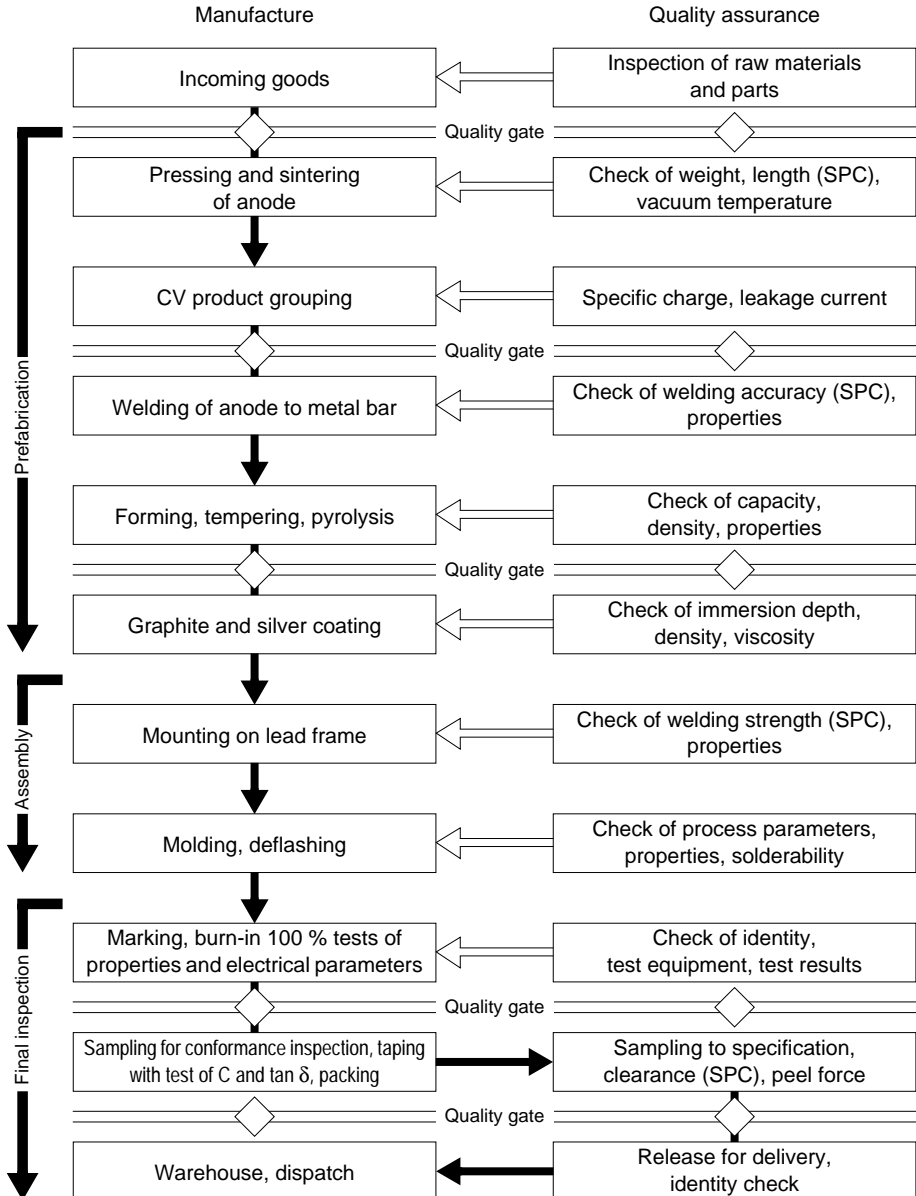 Manufacture
Quality assurance
Incoming goods
Inspection of raw materials
and parts
Quality gate
Pressing and sintering
of anode
Check of weight, length (SPC),
vacuum temperature
CV product grouping
Specific charge, leakage current
Quality gate
Welding of anode to metal bar
Check of welding accuracy (SPC),
properties
Prefabrication
Forming, tempering, pyrolysis
Check of capacity,
density, properties
Quality gate
Graphite and silver coating
Check of immersion depth,
density, viscosity
Mounting on lead frame
Check of welding strength (SPC),
properties
Assembly
Molding, deflashing
Check of process parameters,
properties, solderability
Marking, burn-in 100 % tests of
properties and electrical parameters
Check of identity,
test equipment, test results
Quality gate
Final inspection
Sampling for conformance inspection, taping
with test of C and tan δ, packing
Sampling to specification,
clearance (SPC), peel force
Quality gate
Warehouse, dispatch
Release for delivery,
identity check